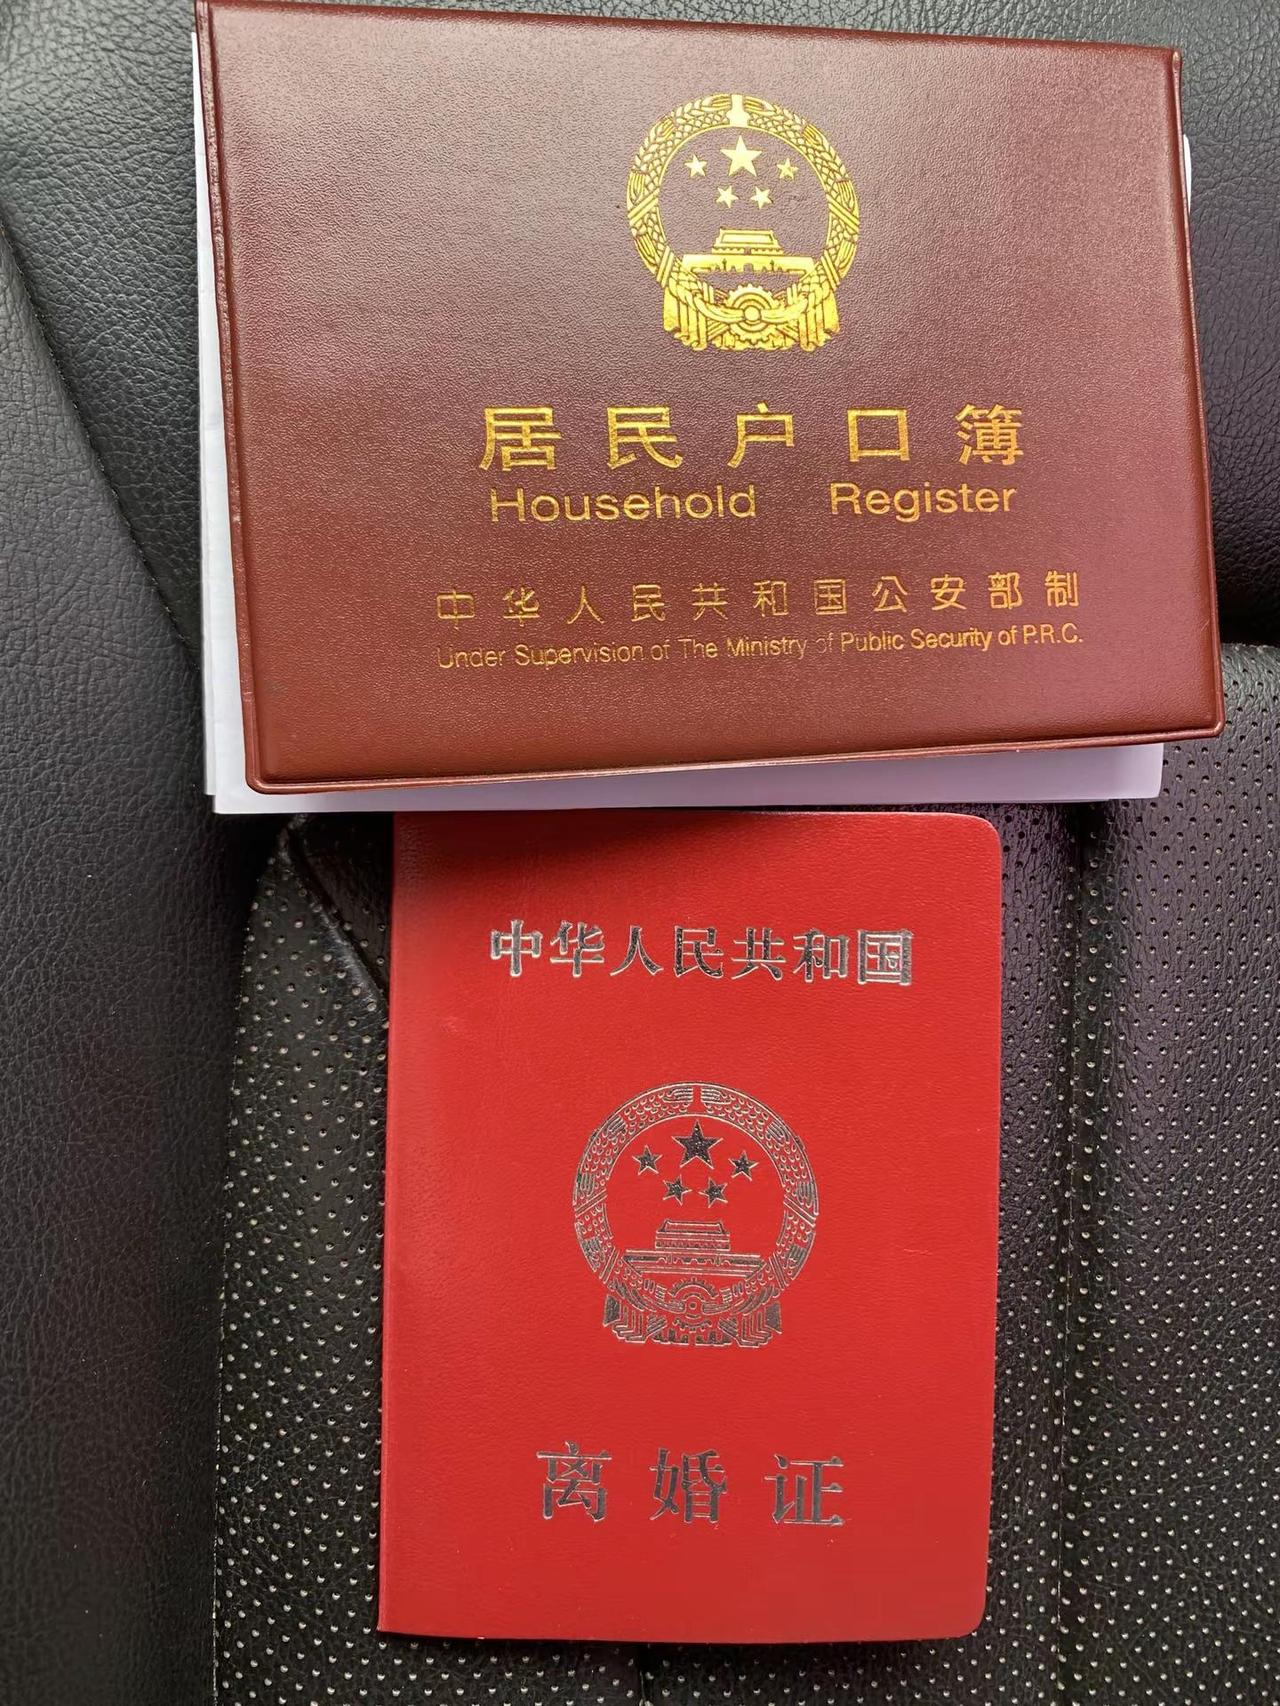 居民户口簿
Household Register
中华人民共和国公安部制
Under Supervision of The Ministry of Public Security of P.R.C.
中华人民共和国
离婚证